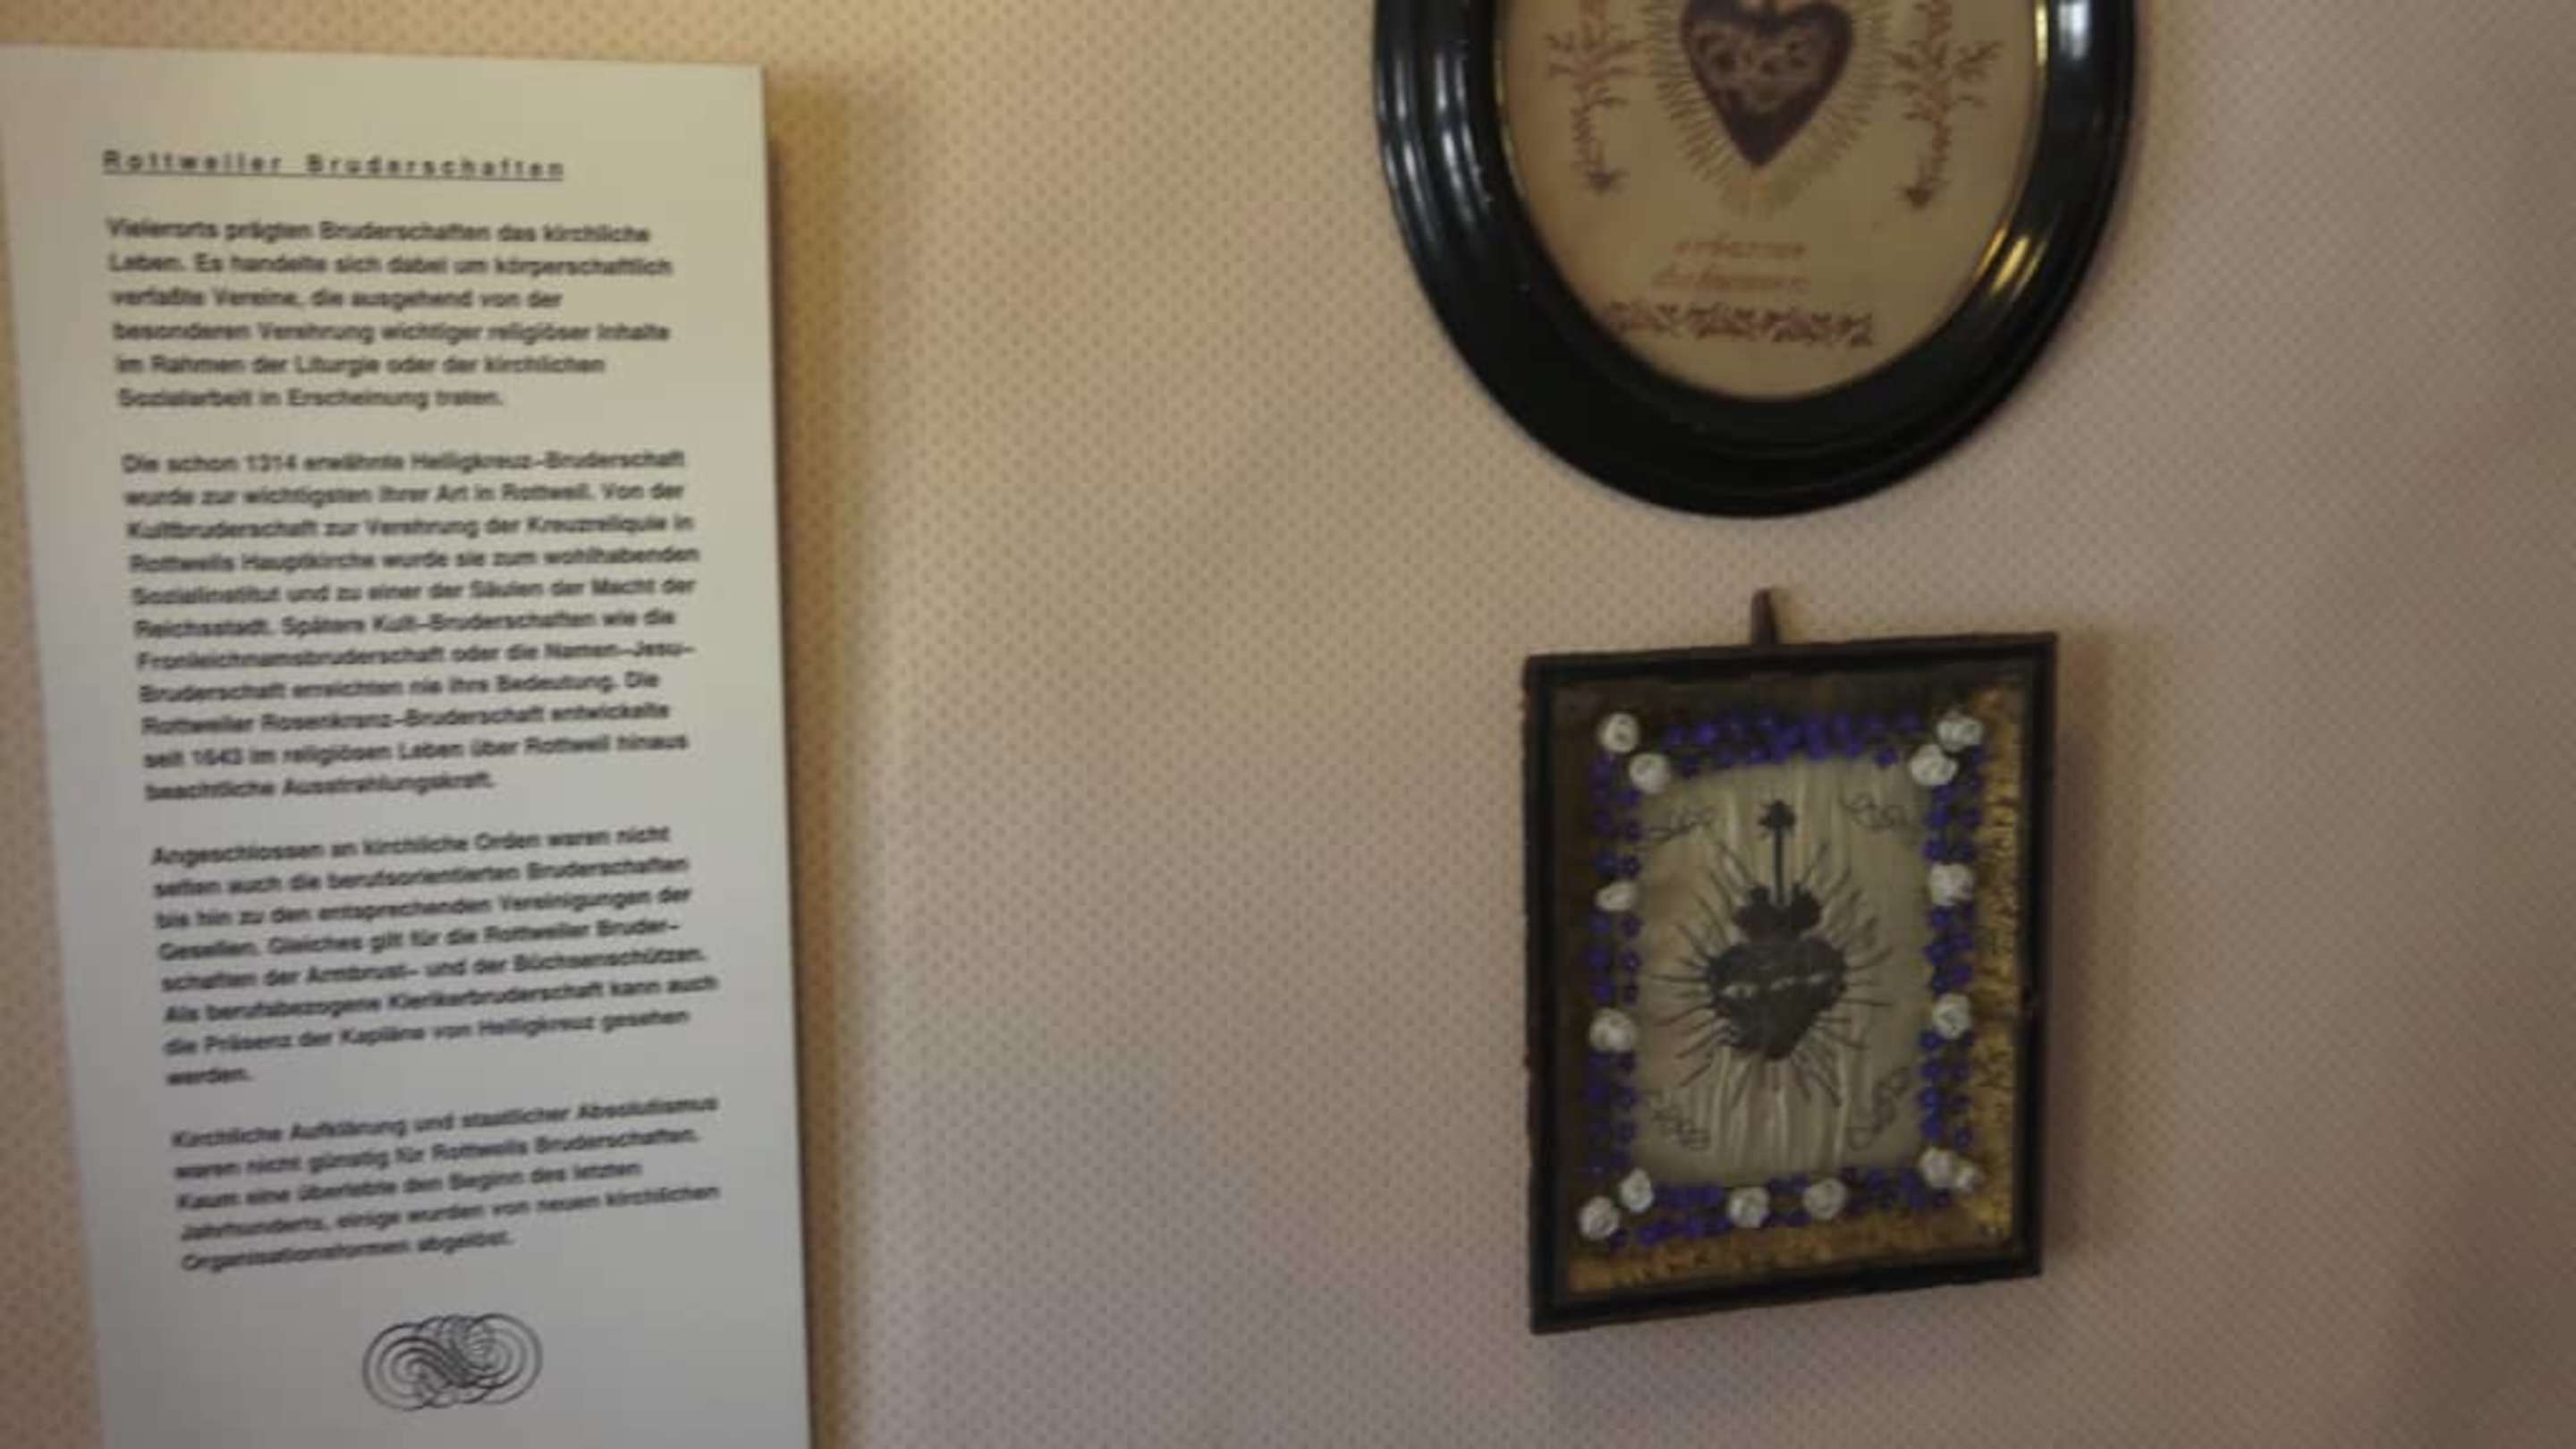 Rottweiler Bruderschaften
Vielerorts prägten Bruderschaften das kirchliche
Leben. Es handelte sich dabei um körperschaftlich
verfaßte Vereine, die ausgehend von der
besonderen Verehrung wichtiger religiöser Inhalte
im Rahmen der Liturgie oder der kirchlichen
Sozialarbeit in Erscheinung traten.
Die schon 1314 erwähnte Heiligkreuz-Bruderschaft
wurde zur wichtigsten ihrer Art in Rottweil. Von der
Kultbruderschaft zur Verehrung der Kreuzreliquie in
Rottweils Hauptkirche wurde sie zum wohlhabenden
Sozialinstitut und zu einer der Säulen der Macht der
Reichsstadt. Spätere Kult-Bruderschaften wie die
Fronleichnamsbruderschaft oder die Namen-Jesu-
Bruderschaft erreichten nie ihre Bedeutung. Die
Rottweiler Rosenkranz-Bruderschaft entwickelte
seit 1643 im religiösen Leben über Rottweil hinaus
beachtliche Ausstrahlungskraft.
Angeschlossen an kirchliche Orden waren nicht
selten auch die berufsorientierten Bruderschaften
bis hin zu den entsprechenden Vereinigungen der
Gesellen. Gleiches gilt für die Rottweiler Bruder-
schaften der Armbrust- und der Büchsenschützen.
Als berufsbezogene Klerikerbruderschaft kann auch
die Präsenz der Kapläne von Heiligkreuz gesehen
werden.
Kirchliche Aufklärung und staatlicher Absolutismus
waren nicht günstig für Rottweils Bruderschaften.
Kaum eine überlebte den Beginn des letzten
Jahrhunderts, einige wurden von neuen kirchlichen
Organisationsformen abgelöst.